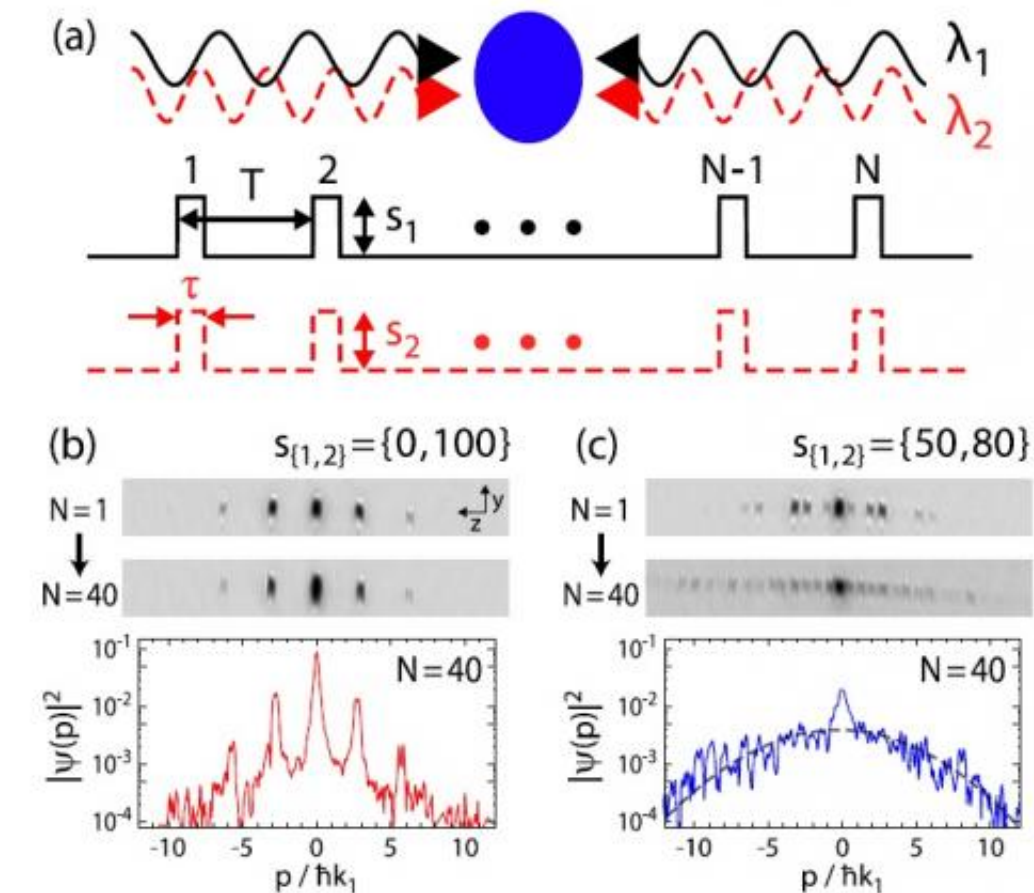 (a)
λ1
λ2
1 T 2 s1 N-1 N
τ
s2
(b) s{1,2}={0,100}
N=1
N=40
y
z
10-1
10-2
10-3
10-4
|ψ(p)|2
N=40
-10 -5 0 5 10
p / ħk1
(c) s{1,2}={50,80}
N=1
N=40
10-1
10-2
10-3
10-4
|ψ(p)|2
N=40
-10 -5 0 5 10
p / ħk1